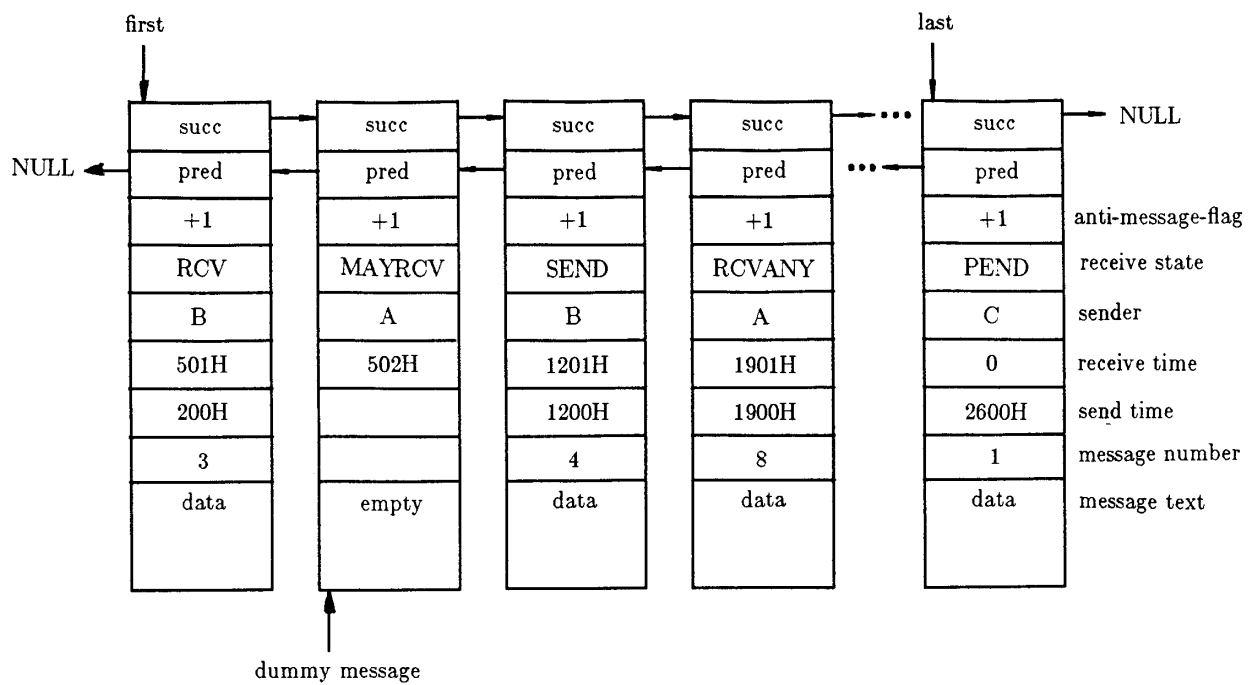 first last
succ succ succ succ ••• succ NULL
NULL pred pred pred pred ••• pred
+1 +1 +1 +1 +1 anti-message-flag
RCV MAYRCV SEND RCVANY PEND receive state
B A B A C sender
501H 502H 1201H 1901H 0 receive time
200H 1200H 1900H 2600H send time
3 4 8 1 message number
data empty data data data message text
dummy message